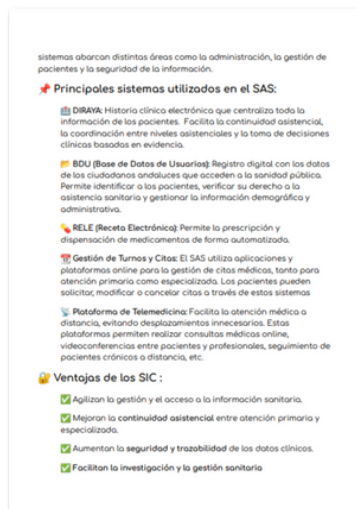 sistemas abarcan distintas áreas como la administración, la gestión de
pacientes y la seguridad de la información.
📌 Principales sistemas utilizados en el SAS:
🏥 DIRAYA: Historia clínica electrónica que centraliza toda la
información de los pacientes. Facilita la continuidad asistencial,
la coordinación entre niveles asistenciales y la toma de decisiones
clínicas basadas en evidencia.
📂 BDU (Base de Datos de Usuarios): Registro digital con los datos
de los ciudadanos andaluces que acceden a la sanidad pública.
Permite identificar a los pacientes, verificar su derecho a la
asistencia sanitaria y gestionar la información demográfica y
administrativa.
💊 RELE (Receta Electrónica): Permite la prescripción y
dispensación de medicamentos de forma automatizada.
📆 Gestión de Turnos y Citas: El SAS utiliza aplicaciones y
plataformas online para la gestión de citas médicas, tanto para
atención primaria como especializada. Los pacientes pueden
solicitar, modificar o cancelar citas a través de estos sistemas
📡 Plataforma de Telemedicina: Facilita la atención médica a
distancia, evitando desplazamientos innecesarios. Estas
plataformas permiten realizar consultas médicas online,
videoconferencias entre pacientes y profesionales, seguimiento de
pacientes crónicos a distancia, etc.
🔐 Ventajas de los SIC :
✅ Agilizan la gestión y el acceso a la información sanitaria.
✅ Mejoran la continuidad asistencial entre atención primaria y
especializada.
✅ Aumentan la seguridad y trazabilidad de los datos clínicos.
✅ Facilitan la investigación y la gestión sanitaria